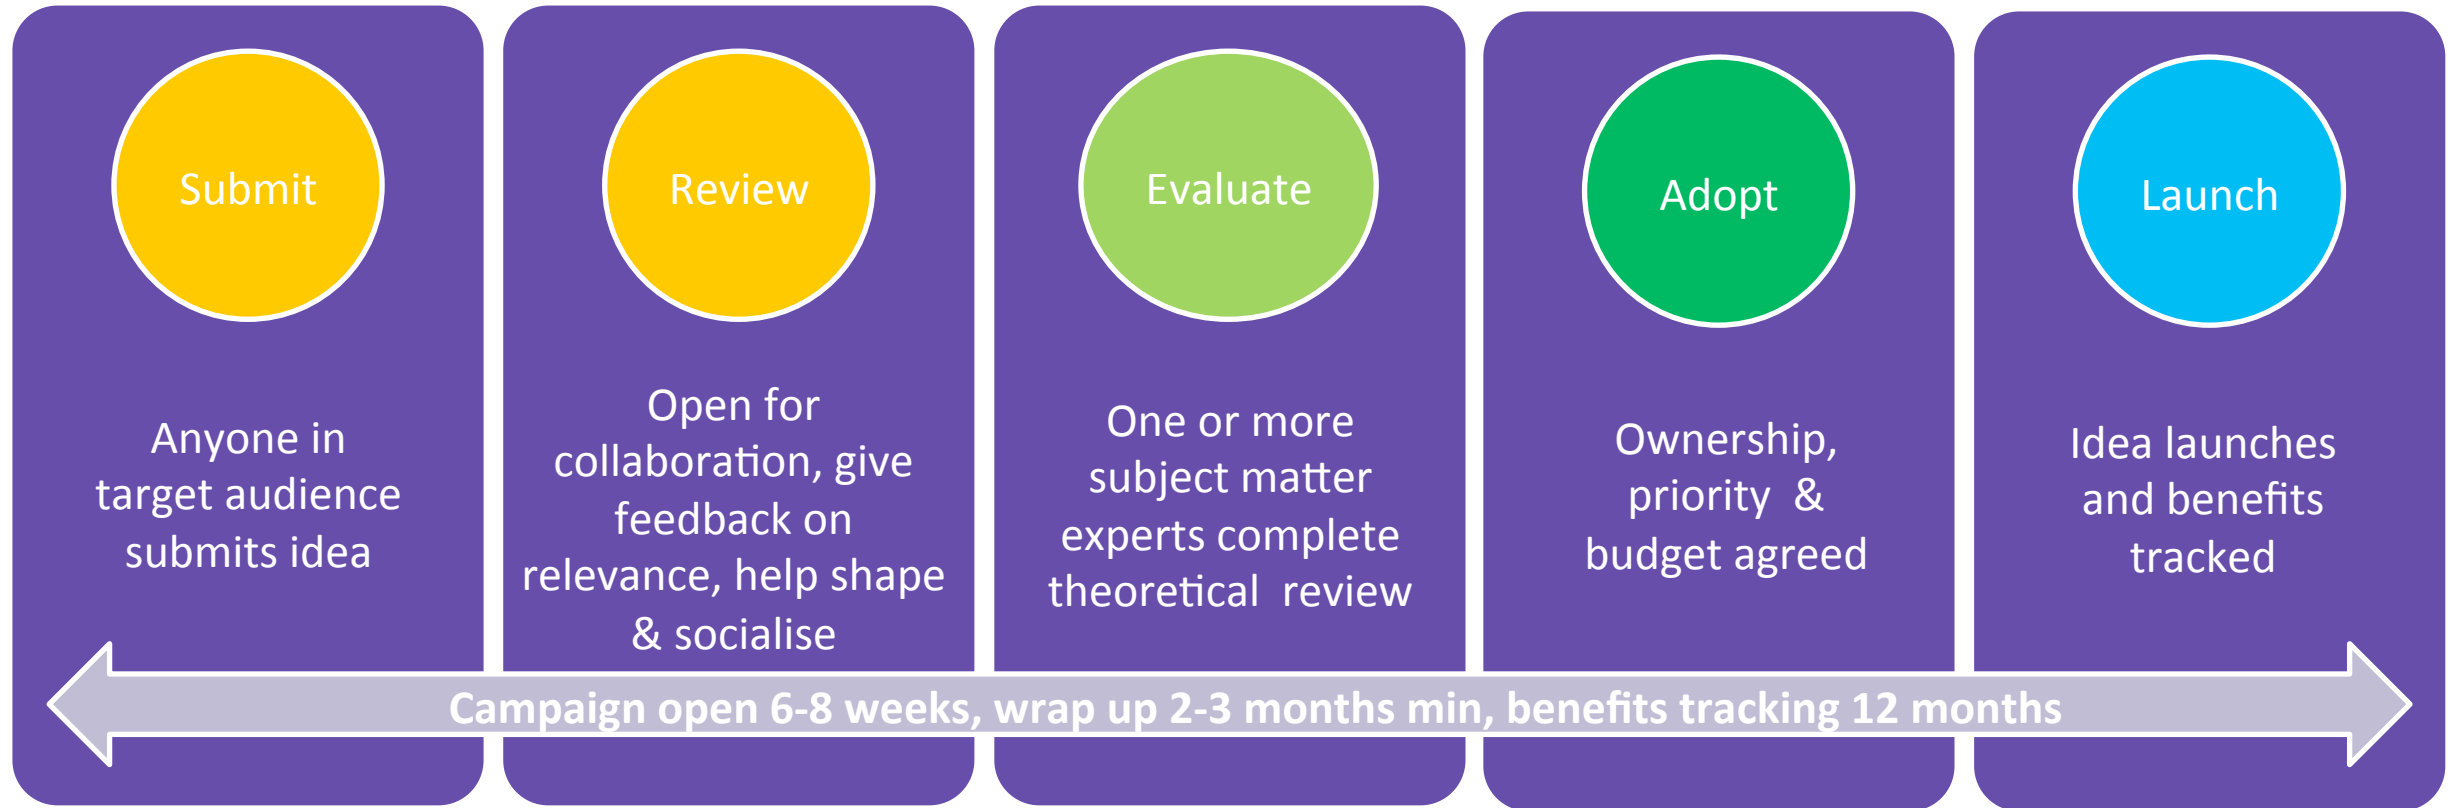 Submit
Anyone in
target audience
submits idea
Review
Open for
collaboration, give
feedback on
relevance, help shape
& socialise
Evaluate
One or more
subject matter
experts complete
theoretical  review
Adopt
Ownership,
priority  &
budget agreed
Launch
Idea launches
and benefits
tracked
Campaign open 6-8 weeks, wrap up 2-3 months min, benefits tracking 12 months